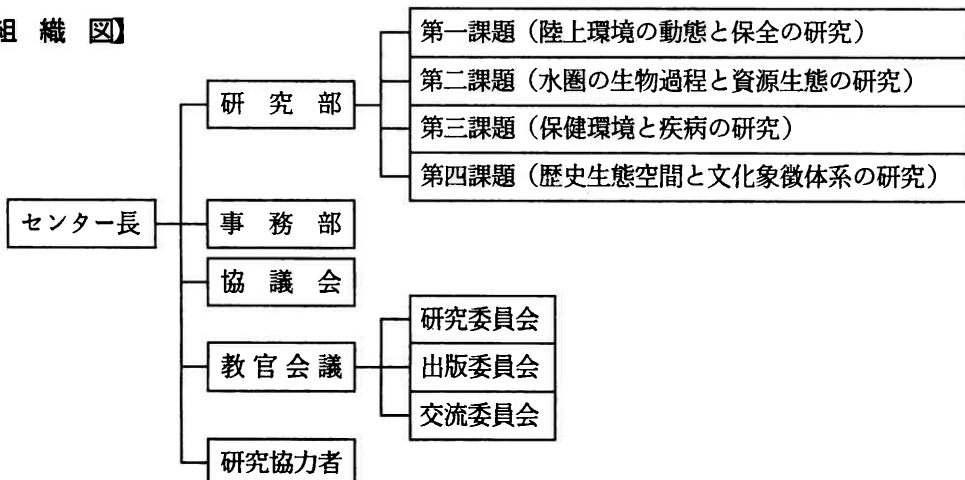 組 織 図】
第一課題（陸上環境の動態と保全の研究）
第二課題（水圏の生物過程と資源生態の研究）
研 究 部
第三課題（保健環境と疾病の研究）
第四課題（歴史生態空間と文化象徴体系の研究）
センター長
事 務 部
協 議 会
研究委員会
教官会議
出版委員会
交流委員会
研究協力者